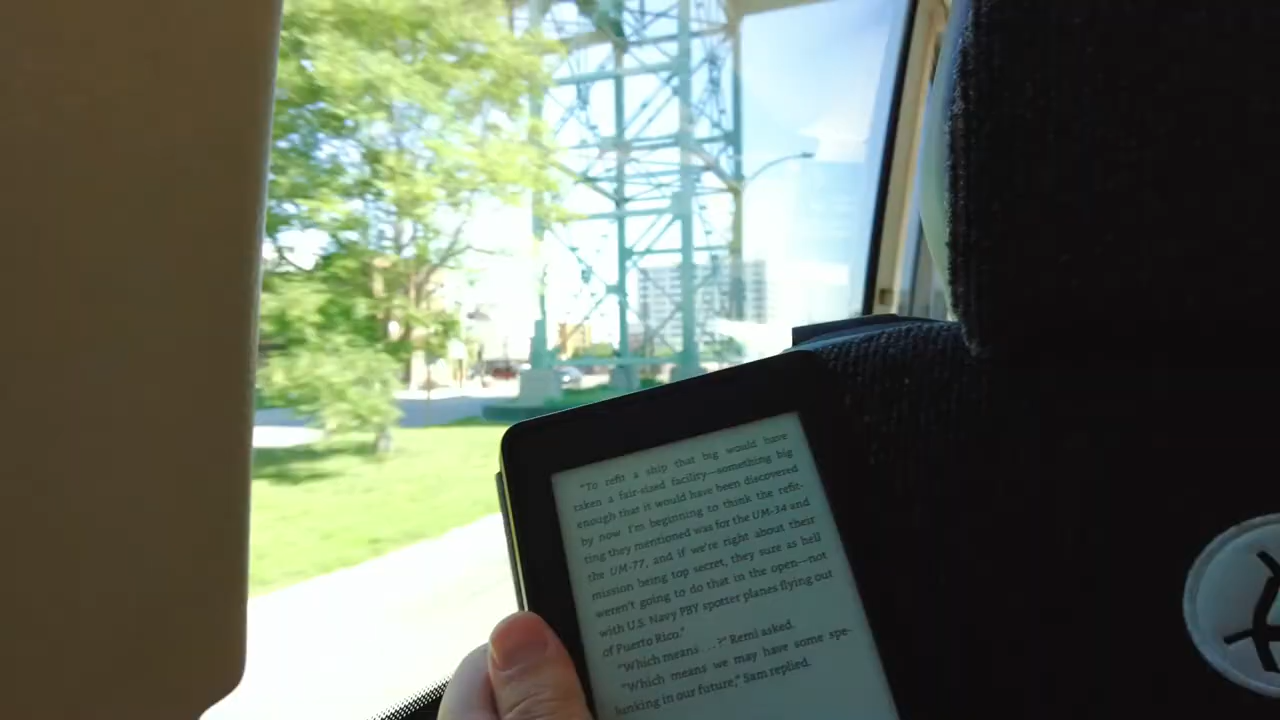 "To refit a ship that big would have
taken a fair-sized facility—something big
enough that it would have been discovered
by now. I'm beginning to think the refit-
ting they mentioned was for the UM-34 and
the UM-77, and if we're right about their
mission being top secret, they sure as hell
weren't going to do that in the open—not
with U.S. Navy PBY spotter planes flying out
of Puerto Rico."
"Which means . . . ?" Remi asked.
"Which means we may have some spe-
lunking in our future," Sam replied.